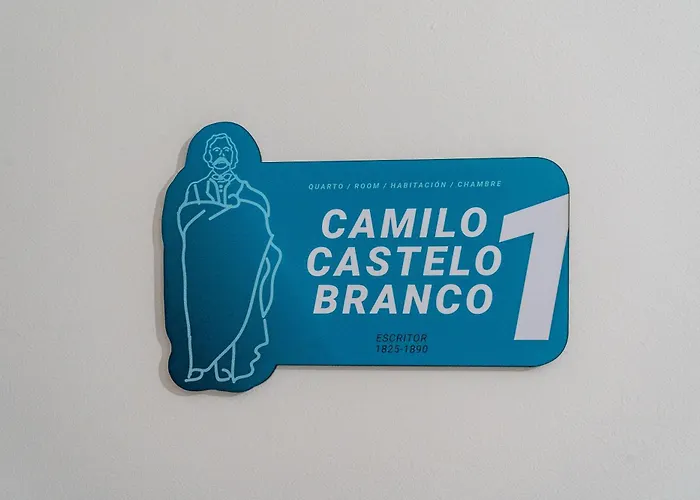 QUARTO / ROOM / HABITACIÓN / CHAMBRE
CAMILO
CASTELO
BRANCO
1
ESCRITOR
1825-1890